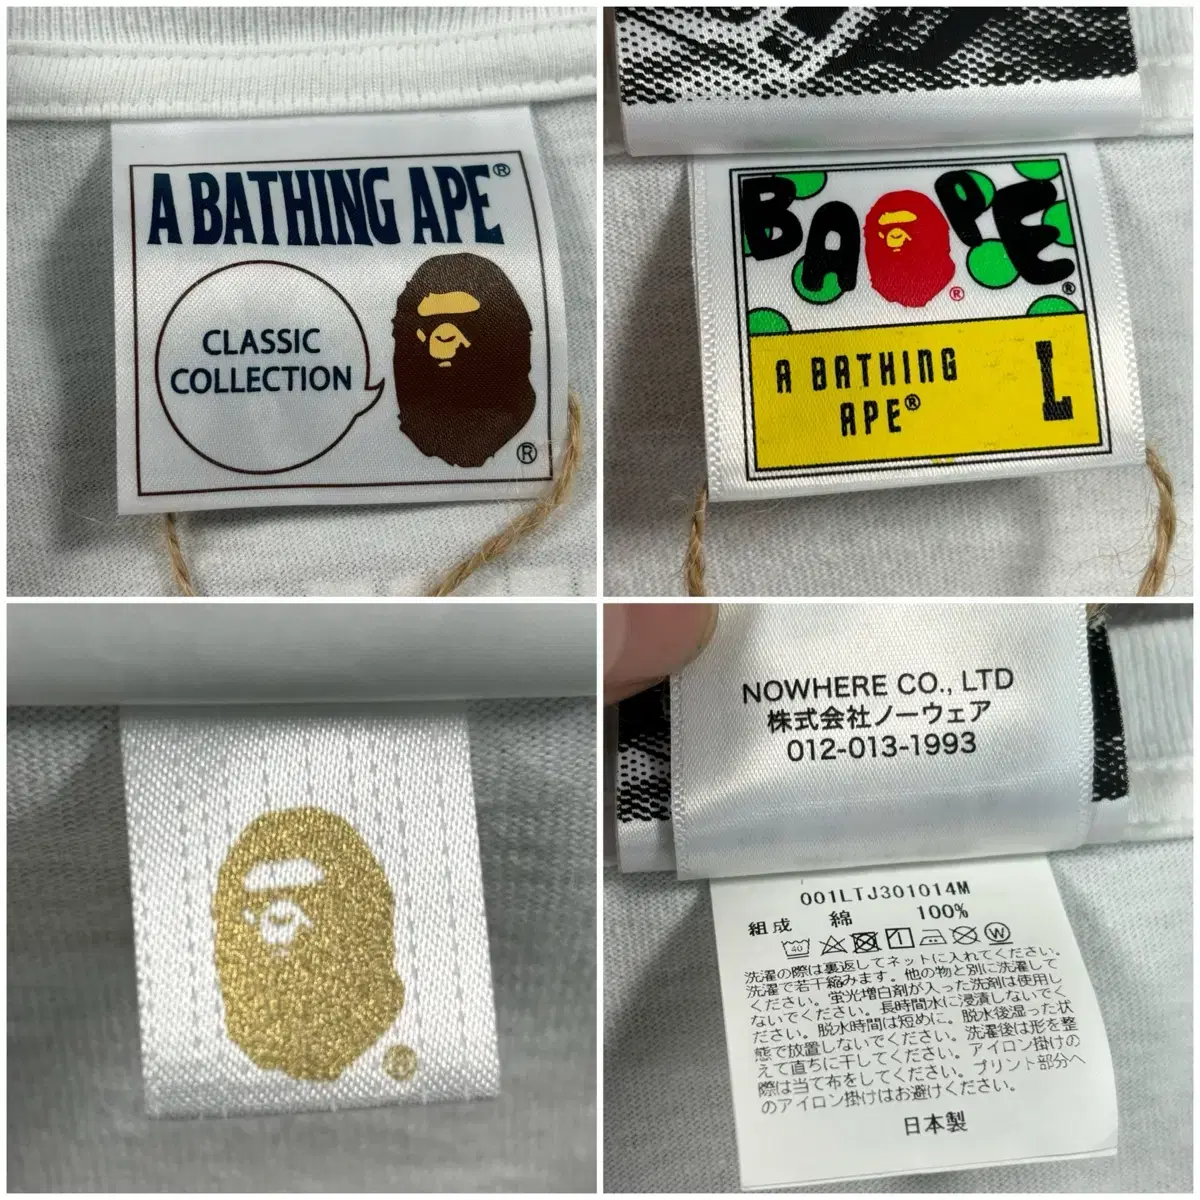 A BATHING APE®
CLASSIC
COLLECTION
®
BAPE®
®
A BATHING
APE®
L
®
NOWHERE CO., LTD
株式会社ノーウェア
012-013-1993
001LTJ301014M
組成 綿 100%
40 W
洗濯の際は裏返してネットに入れてください。
洗濯で若干縮みます。他の物と別に洗濯して
ください。蛍光増白剤が入った洗剤は使用し
ないでください。長時間水に浸漬しないでく
ださい。脱水時間は短めに。脱水後湿った状
態で放置しないでください。洗濯後は形を整
えて直ちに干してください。アイロン掛けの
際は当て布をしてください。プリント部分へ
のアイロン掛けはお避けください。
日本製